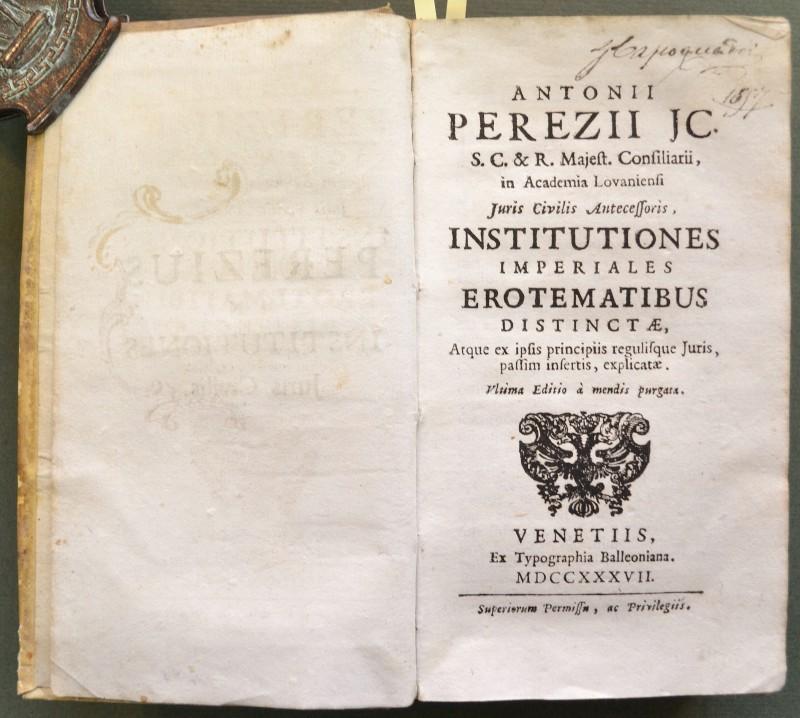 ANTONII
PEREZII JC.
S. C. & R. Majeſt. Conſiliarii,
in Academia Lovanienſi
Juris Civilis Anteceſſoris,
INSTITUTIONES
IMPERIALES
EROTEMATIBUS
DISTINCTÆ,
Atque ex ipſis principiis reguliſque Juris,
paſſim inſertis, explicatæ.
Vltima Editio à mendis purgata.
VENETIIS,
Ex Typographia Balleoniana.
MDCCXXXVII.
Superiorum Permiſſu, ac Privilegiis.